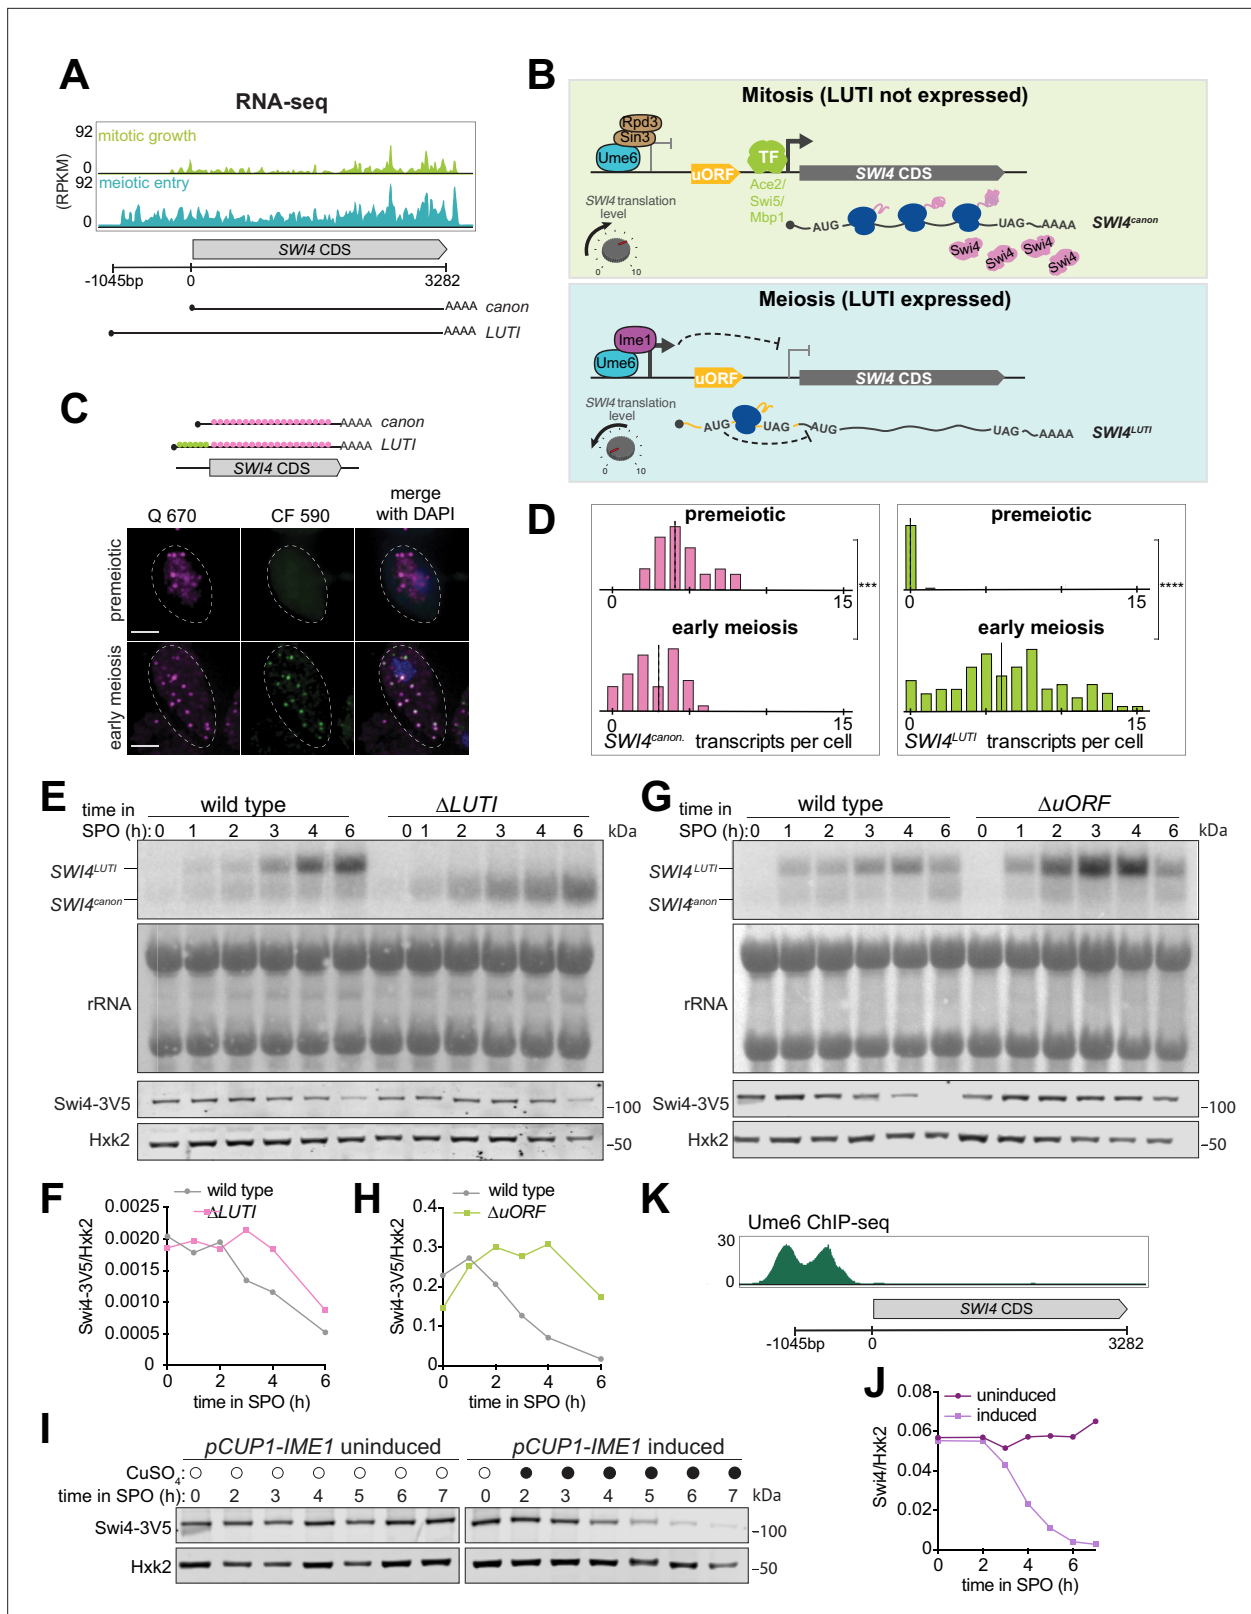 A
RNA-seq
(RPKM)
92
mitotic growth
0
92
meiotic entry
0
SWI4 CDS
-1045bp 0 3282
AAAA canon
AAAA LUTI
B
Mitosis (LUTI not expressed)
Rpd3
Sin3
Ume6
uORF
TF
SWI4 CDS
Ace2/
Swi5/
Mbp1
SWI4 translation
level
0 10
AUG UAG AAAA SWI4canon
Swi4 Swi4 Swi4 Swi4
Meiosis (LUTI expressed)
Ime1
Ume6
uORF
SWI4 CDS
SWI4 translation
level
0 10
AUG UAG AUG UAG AAAA SWI4LUTI
C
AAAA canon
AAAA LUTI
SWI4 CDS
Q 670 CF 590 merge
with DAPI
premeiotic
early meiosis
D
premeiotic
0 15
***
early meiosis
0 15
SWI4canon. transcripts per cell
premeiotic
0 15
****
early meiosis
0 15
SWI4LUTI transcripts per cell
E
time in
SPO (h):
wild type ΔLUTI
0 1 2 3 4 6 0 1 2 3 4 6 kDa
SWI4LUTI
SWI4canon
rRNA
Swi4-3V5 –100
Hxk2 –50
G
time in
SPO (h):
wild type ΔuORF
0 1 2 3 4 6 0 1 2 3 4 6 kDa
SWI4LUTI
SWI4canon
rRNA
Swi4-3V5 –100
Hxk2 –50
F
wild type
ΔLUTI
Swi4-3V5/Hxk2
0.0025
0.0020
0.0015
0.0010
0.0005
0
0 2 4 6
time in SPO (h)
H
wild type
ΔuORF
Swi4-3V5/Hxk2
0.4
0.3
0.2
0.1
0
0 2 4 6
time in SPO (h)
K
Ume6 ChIP-seq
30
0
SWI4 CDS
-1045bp 0 3282
I
pCUP1-IME1 uninduced pCUP1-IME1 induced
CuSO4:
time in SPO (h): 0 2 3 4 5 6 7 0 2 3 4 5 6 7 kDa
Swi4-3V5 –100
Hxk2 –50
J
uninduced
induced
Swi4/Hxk2
0.08
0.06
0.04
0.02
0
0 2 4 6
time in SPO (h)